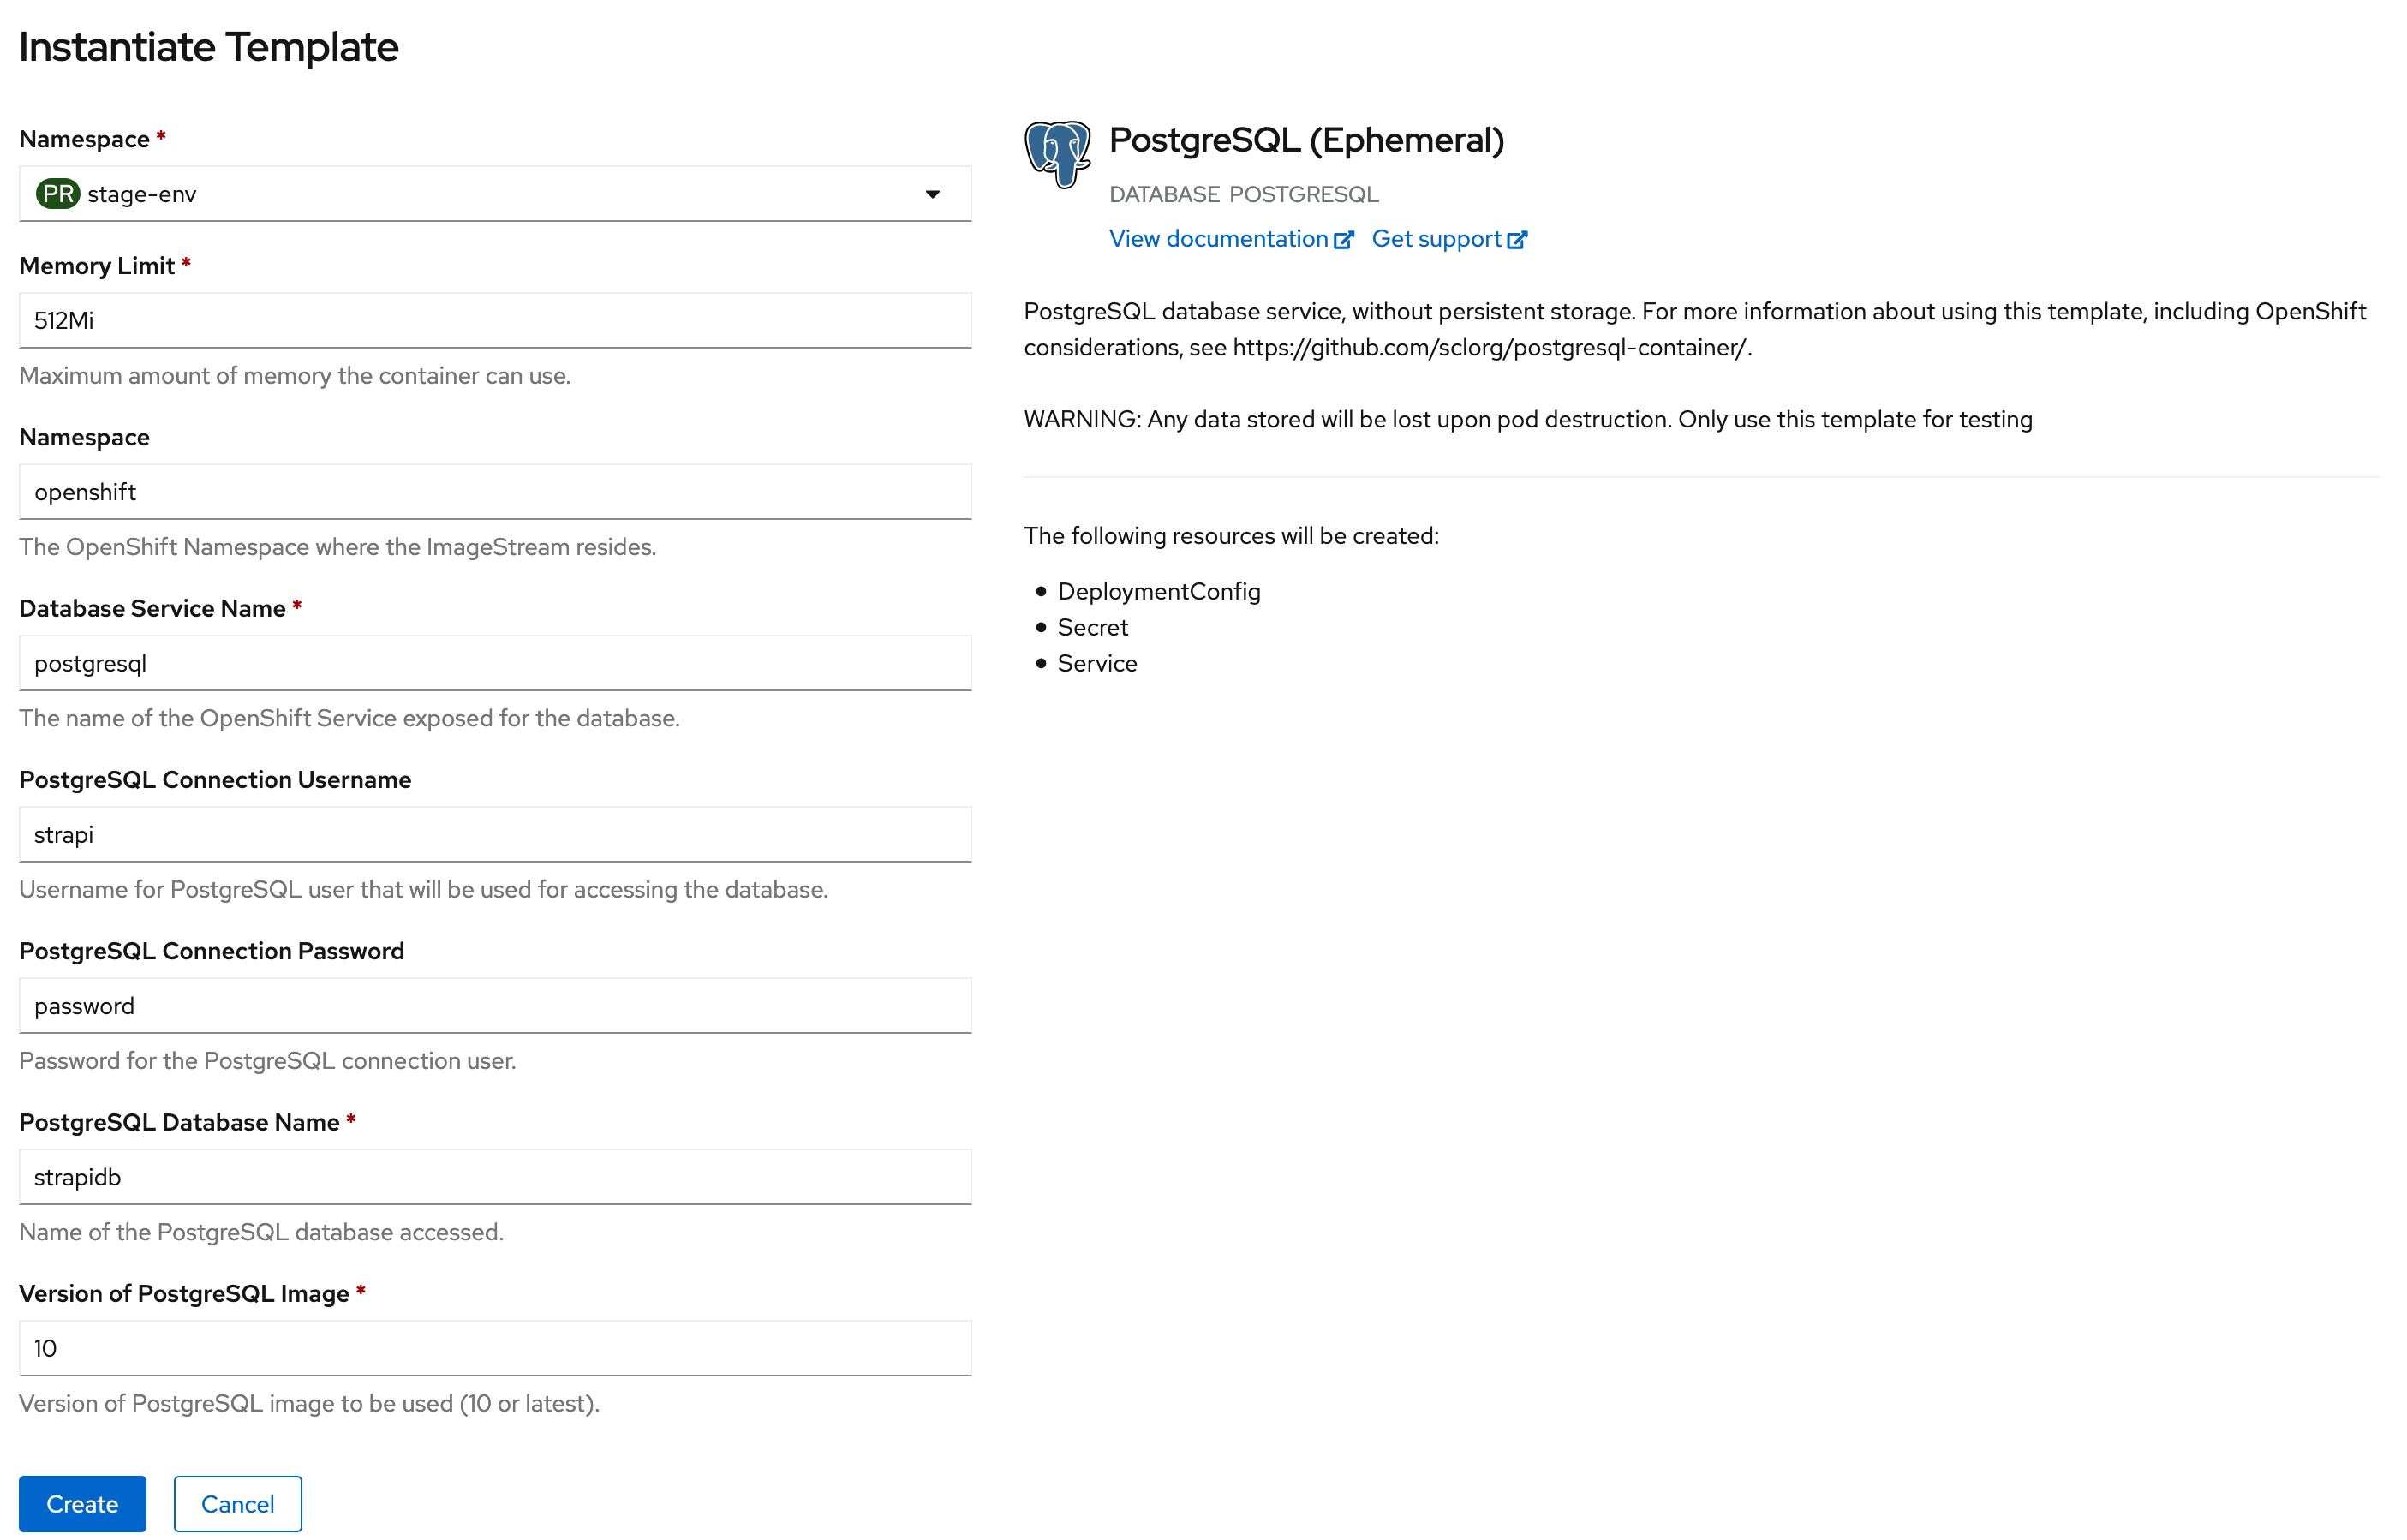 Instantiate Template
Namespace *
PR stage-env
Memory Limit *
512Mi
Maximum amount of memory the container can use.
Namespace
openshift
The OpenShift Namespace where the ImageStream resides.
Database Service Name *
postgresql
The name of the OpenShift Service exposed for the database.
PostgreSQL Connection Username
strapi
Username for PostgreSQL user that will be used for accessing the database.
PostgreSQL Connection Password
password
Password for the PostgreSQL connection user.
PostgreSQL Database Name *
strapidb
Name of the PostgreSQL database accessed.
Version of PostgreSQL Image *
10
Version of PostgreSQL image to be used (10 or latest).
Create Cancel
PostgreSQL (Ephemeral)
DATABASE POSTGRESQL
View documentation Get support
PostgreSQL database service, without persistent storage. For more information about using this template, including OpenShift
considerations, see https://github.com/sclorg/postgresql-container/.
WARNING: Any data stored will be lost upon pod destruction. Only use this template for testing
The following resources will be created:
• DeploymentConfig
• Secret
• Service